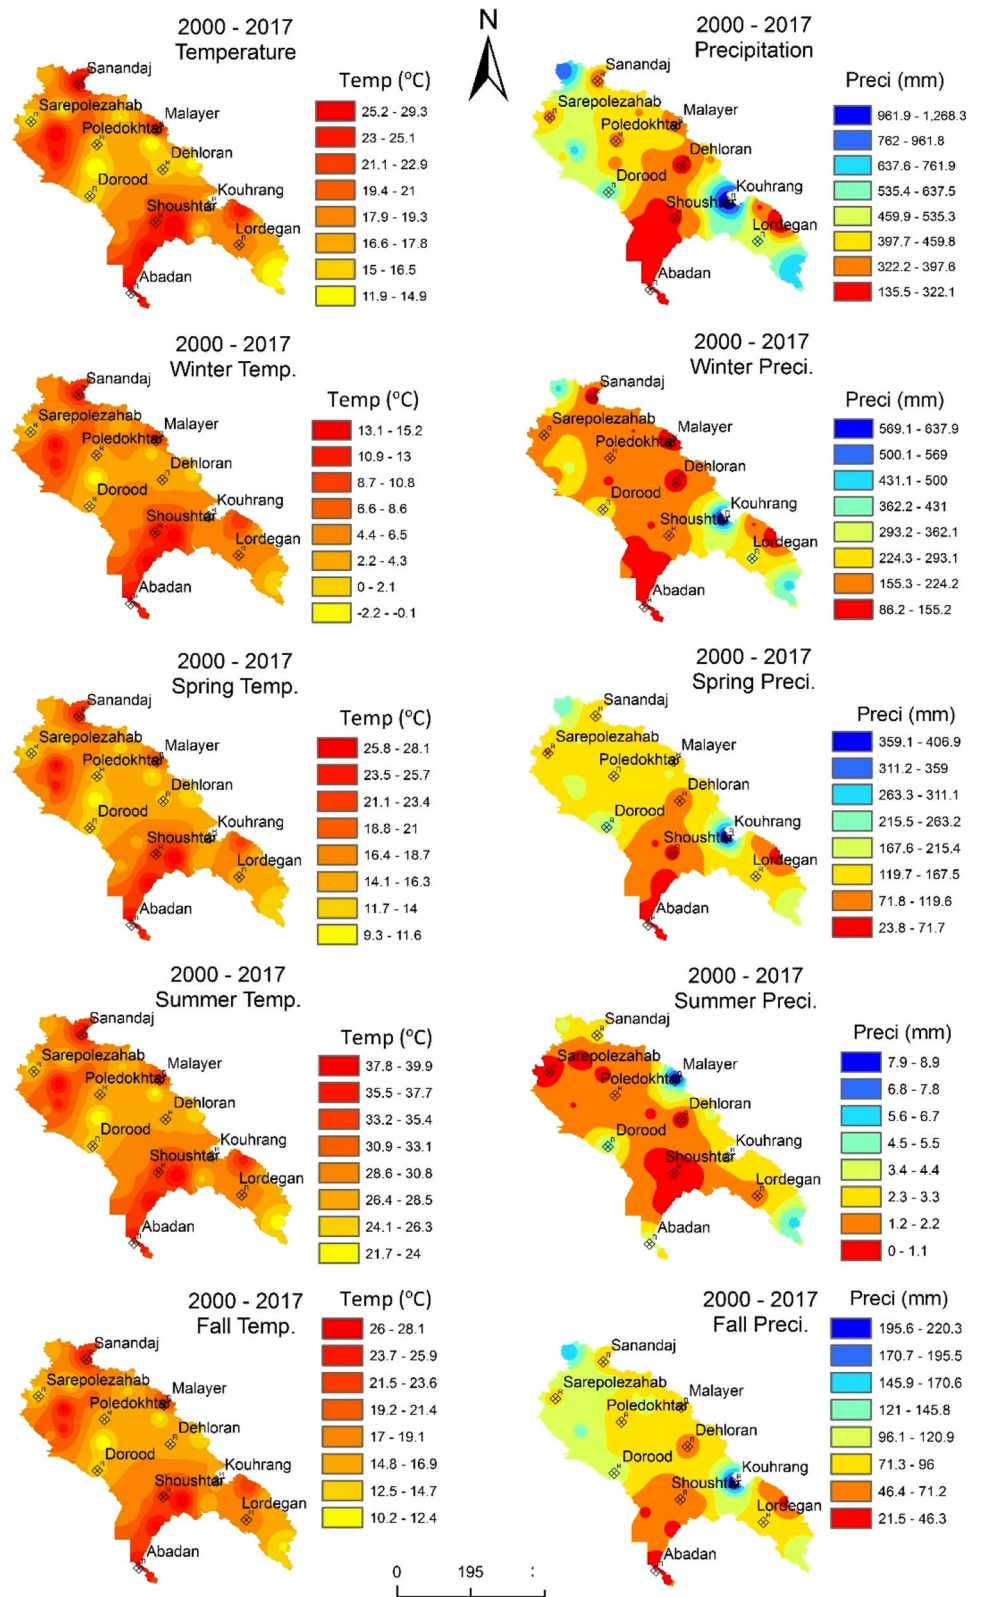 2000 - 2017
Temperature
Sanandaj
Sarepolezahab
Malayer
Poledokhtar
Dehloran
Dorood
Kouhrang
Shoushtar
Lordegan
Abadan
Temp (°C)
25.2 - 29.3
23 - 25.1
21.1 - 22.9
19.4 - 21
17.9 - 19.3
16.6 - 17.8
15 - 16.5
11.9 - 14.9
N
2000 - 2017
Precipitation
Sanandaj
Sarepolezahab
Malayer
Poledokhtar
Dehloran
Dorood
Kouhrang
Shoushtar
Lordegan
Abadan
Preci (mm)
961.9 - 1,268.3
762 - 961.8
637.6 - 761.9
535.4 - 637.5
459.9 - 535.3
397.7 - 459.8
322.2 - 397.6
135.5 - 322.1
2000 - 2017
Winter Temp.
Sanandaj
Sarepolezahab
Malayer
Poledokhtar
Dehloran
Dorood
Kouhrang
Shoushtar
Lordegan
Abadan
Temp (°C)
13.1 - 15.2
10.9 - 13
8.7 - 10.8
6.6 - 8.6
4.4 - 6.5
2.2 - 4.3
0 - 2.1
-2.2 - -0.1
2000 - 2017
Winter Preci.
Sanandaj
Sarepolezahab
Malayer
Poledokhtar
Dehloran
Dorood
Kouhrang
Shoushtar
Lordegan
Abadan
Preci (mm)
569.1 - 637.9
500.1 - 569
431.1 - 500
362.2 - 431
293.2 - 362.1
224.3 - 293.1
155.3 - 224.2
86.2 - 155.2
2000 - 2017
Spring Temp.
Sanandaj
Sarepolezahab
Malayer
Poledokhtar
Dehloran
Dorood
Kouhrang
Shoushtar
Lordegan
Abadan
Temp (°C)
25.8 - 28.1
23.5 - 25.7
21.1 - 23.4
18.8 - 21
16.4 - 18.7
14.1 - 16.3
11.7 - 14
9.3 - 11.6
2000 - 2017
Spring Preci.
Sanandaj
Sarepolezahab
Malayer
Poledokhtar
Dehloran
Dorood
Kouhrang
Shoushtar
Lordegan
Abadan
Preci (mm)
359.1 - 406.9
311.2 - 359
263.3 - 311.1
215.5 - 263.2
167.6 - 215.4
119.7 - 167.5
71.8 - 119.6
23.8 - 71.7
2000 - 2017
Summer Temp.
Sanandaj
Sarepolezahab
Malayer
Poledokhtar
Dehloran
Dorood
Kouhrang
Shoushtar
Lordegan
Abadan
Temp (°C)
37.8 - 39.9
35.5 - 37.7
33.2 - 35.4
30.9 - 33.1
28.6 - 30.8
26.4 - 28.5
24.1 - 26.3
21.7 - 24
2000 - 2017
Summer Preci.
Sanandaj
Sarepolezahab
Malayer
Poledokhtar
Dehloran
Dorood
Kouhrang
Shoushtar
Lordegan
Abadan
Preci (mm)
7.9 - 8.9
6.8 - 7.8
5.6 - 6.7
4.5 - 5.5
3.4 - 4.4
2.3 - 3.3
1.2 - 2.2
0 - 1.1
2000 - 2017
Fall Temp.
Sanandaj
Sarepolezahab
Malayer
Poledokhtar
Dehloran
Dorood
Kouhrang
Shoushtar
Lordegan
Abadan
Temp (°C)
26 - 28.1
23.7 - 25.9
21.5 - 23.6
19.2 - 21.4
17 - 19.1
14.8 - 16.9
12.5 - 14.7
10.2 - 12.4
2000 - 2017
Fall Preci.
Sanandaj
Sarepolezahab
Malayer
Poledokhtar
Dehloran
Dorood
Kouhrang
Shoushtar
Lordegan
Abadan
Preci (mm)
195.6 - 220.3
170.7 - 195.5
145.9 - 170.6
121 - 145.8
96.1 - 120.9
71.3 - 96
46.4 - 71.2
21.5 - 46.3
0 195